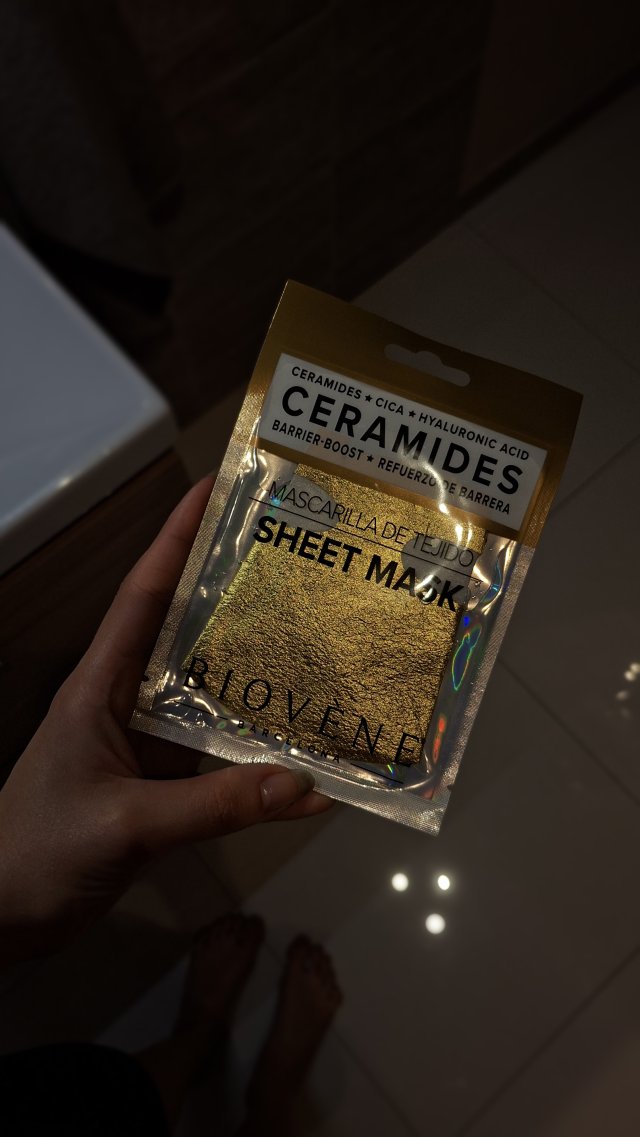 CERAMIDES ★ CICA ★ HYALURONIC ACID
CERAMIDES
BARRIER-BOOST ★ REFUERZO DE BARRERA
MASCARILLA DE TEJIDO
SHEET MASK
BIOVÈNE
BARCELONA